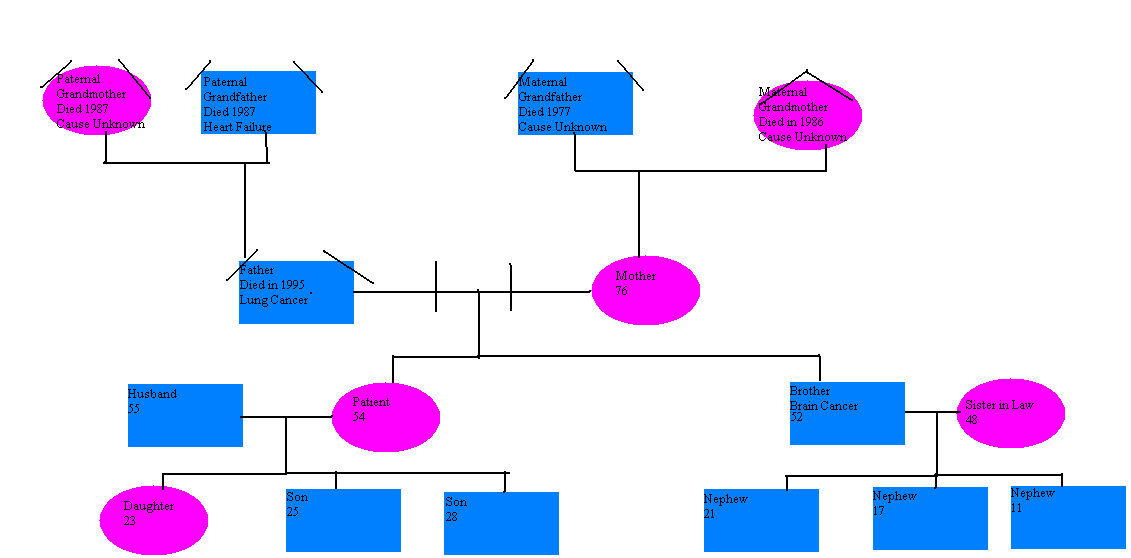 Paternal
Grandmother
Died 1987
Cause Unknown
Paternal
Grandfather
Died 1987
Heart Failure
Maternal
Grandfather
Died 1977
Cause Unknown
Maternal
Grandmother
Died in 1986
Cause Unknown
Father
Died in 1995
Lung Cancer
Mother
76
Husband
55
Patient
54
Brother
Brain Cancer
52
Sister in Law
48
Daughter
23
Son
25
Son
28
Nephew
21
Nephew
17
Nephew
11